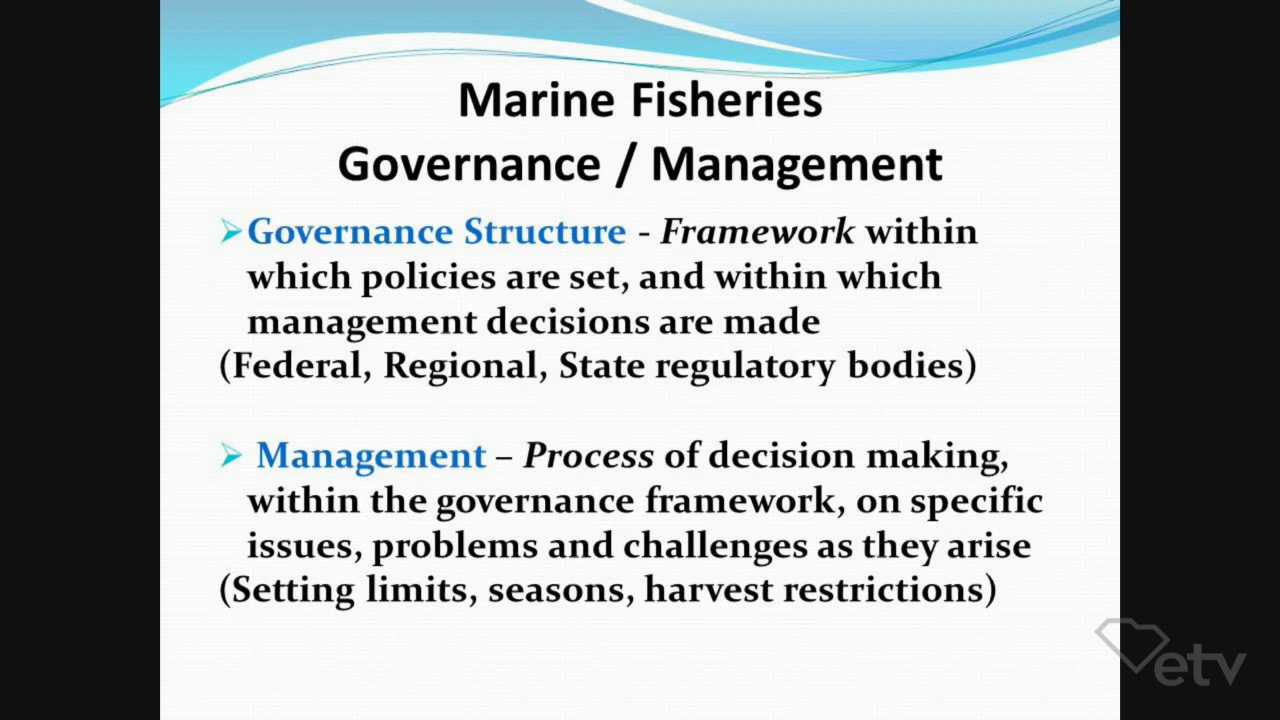 Marine Fisheries
Governance / Management
➢Governance Structure - Framework within
which policies are set, and within which
management decisions are made
(Federal, Regional, State regulatory bodies)
➢ Management – Process of decision making,
within the governance framework, on specific
issues, problems and challenges as they arise
(Setting limits, seasons, harvest restrictions)
etv